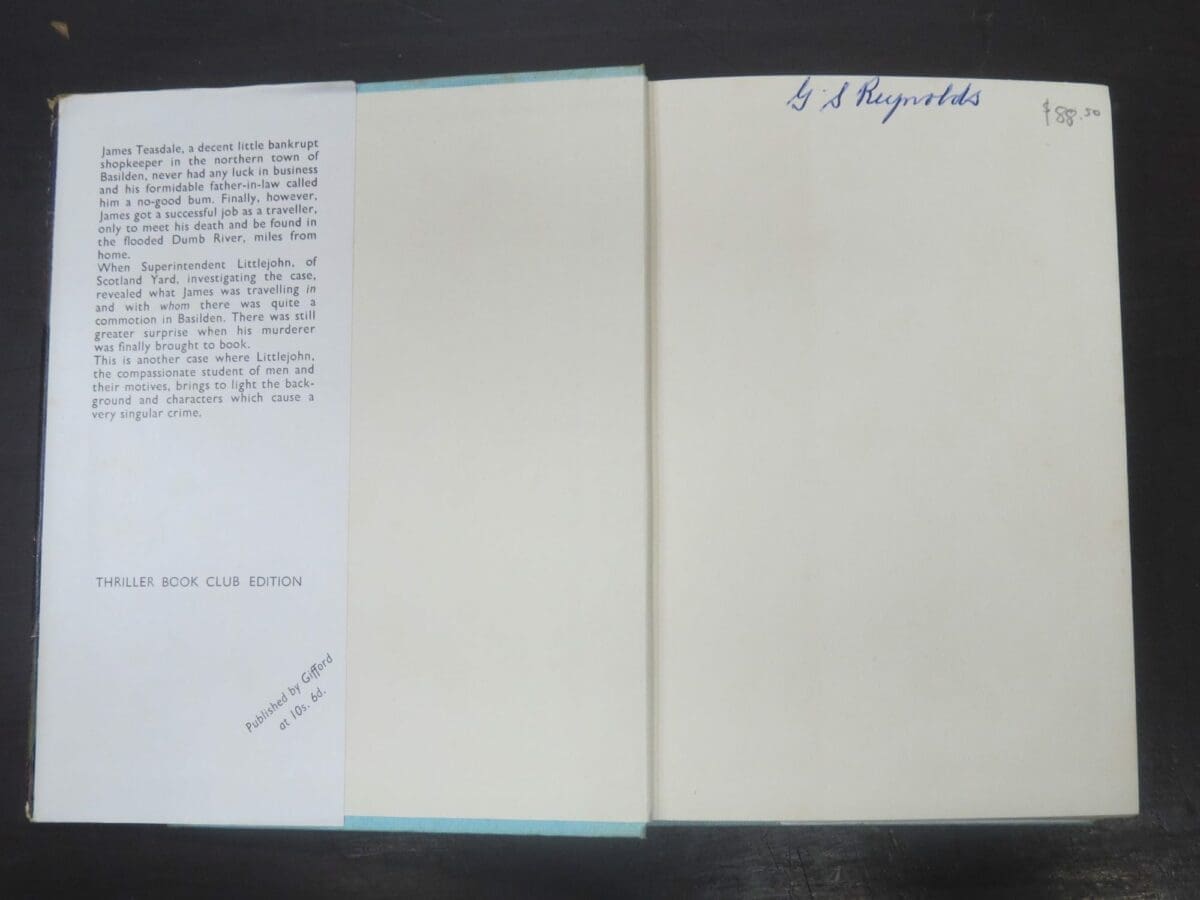 James Teasdale, a decent little bankrupt
shopkeeper in the northern town of
Basilden, never had any luck in business
and his formidable father-in-law called
him a no-good bum. Finally, however,
James got a successful job as a traveller,
only to meet his death and be found in
the flooded Dumb River, miles from
home.
When Superintendent Littlejohn, of
Scotland Yard, investigating the case,
revealed what James was travelling in
and with whom there was quite a
commotion in Basilden. There was still
greater surprise when his murderer
was finally brought to book.
This is another case where Littlejohn,
the compassionate student of men and
their motives, brings to light the back-
ground and characters which cause a
very singular crime.
THRILLER BOOK CLUB EDITION
Published by Gifford
at 10s. 6d.
G. S Reynolds
$88.50